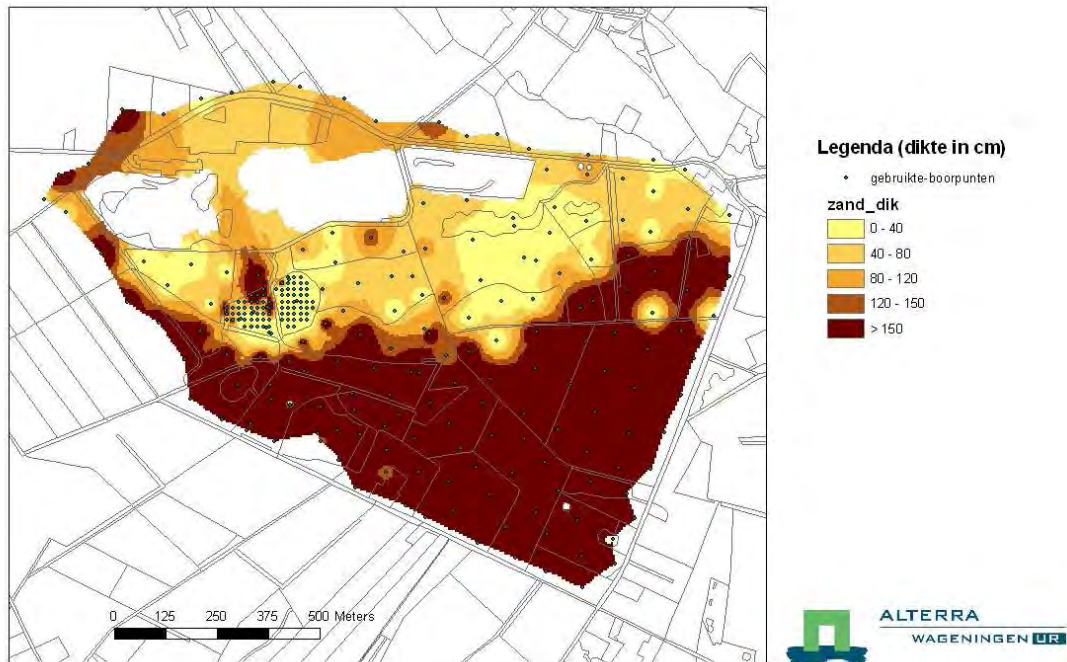 Legenda (dikte in cm)
gebruikte-boorpunten
zand_dik
0 - 40
40 - 80
80 - 120
120 - 150
> 150
0 125 250 375 500 Meters
ALTERRA
WAGENINGEN UR